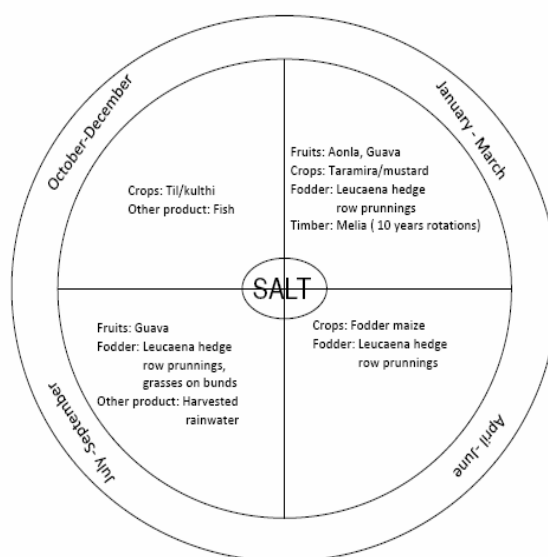 October-December
January - March
Crops: Til/kulthi
Other product: Fish
Fruits: Aonla, Guava
Crops: Taramira/mustard
Fodder: Leucaena hedge
row prunnings
Timber: Melia ( 10 years rotations)
SALT
Fruits: Guava
Fodder: Leucaena hedge
row prunnings,
grasses on bunds
Other product: Harvested
rainwater
Crops: Fodder maize
Fodder: Leucaena hedge
row prunnings
July-September
April-June